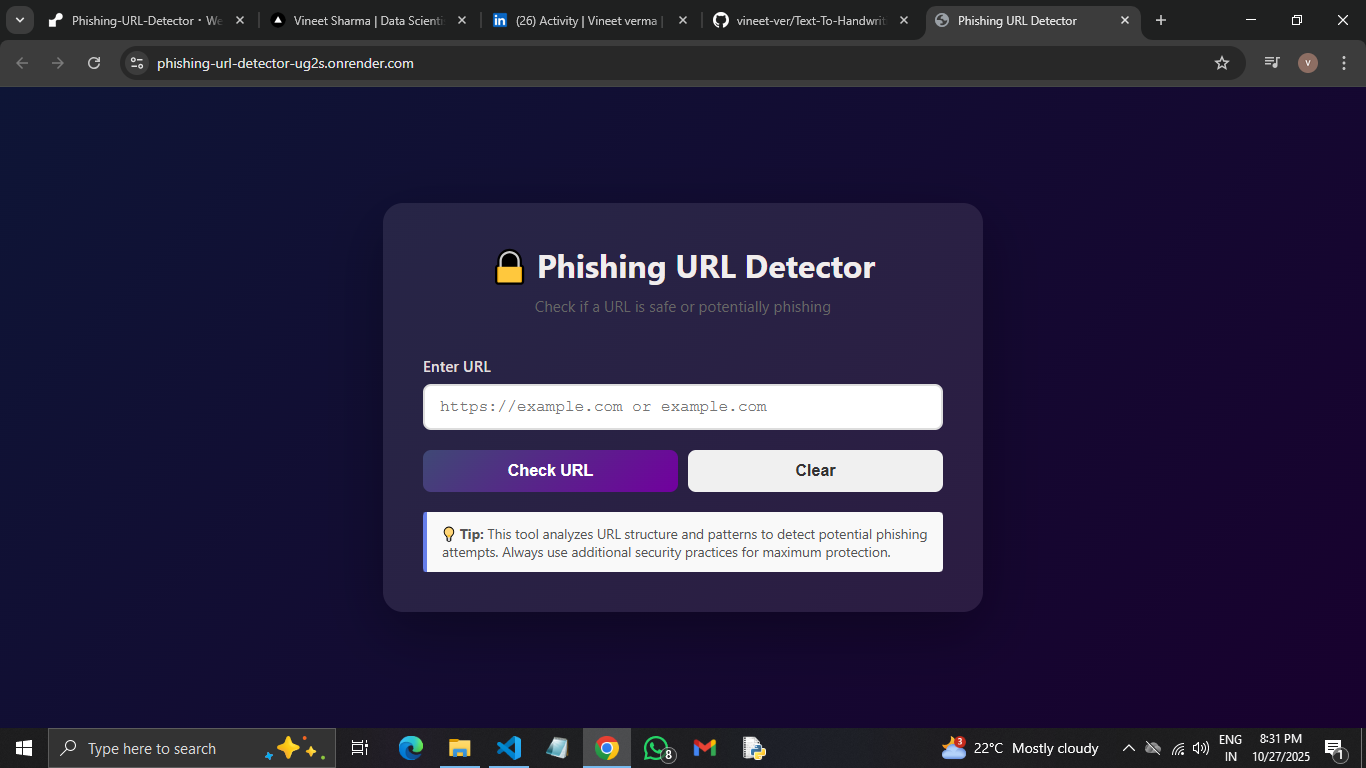 Phishing-URL-Detector · We
Vineet Sharma | Data Scienti
(26) Activity | Vineet verma |
vineet-ver/Text-To-Handwrit
Phishing URL Detector
phishing-url-detector-ug2s.onrender.com
V
Phishing URL Detector
Check if a URL is safe or potentially phishing
Enter URL
https://example.com or example.com
Check URL
Clear
Tip: This tool analyzes URL structure and patterns to detect potential phishing
attempts. Always use additional security practices for maximum protection.
Type here to search
8
3
22°C Mostly cloudy
ENG
IN
8:31 PM
10/27/2025
1